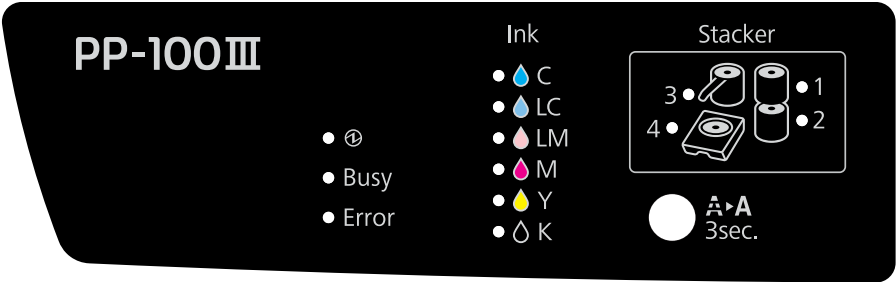 PP-100III
Busy
Error
Ink
C
LC
LM
M
Y
K
Stacker
1
2
3
4
A▸A
3sec.